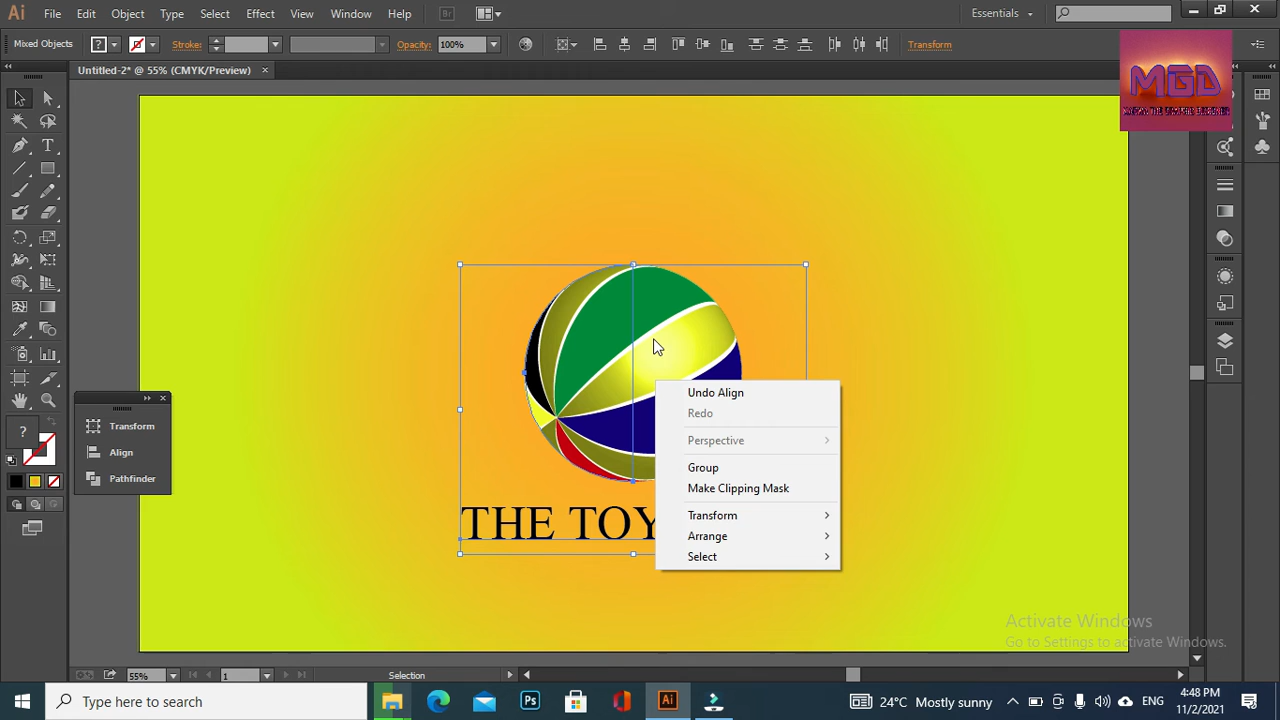 Ai File Edit Object Type Select Effect View Window Help Br Essentials
Mixed Objects ? Stroke: Opacity: 100% Transform
Untitled-2* @ 55% (CMYK/Preview) ×
MGD
Undo Align
Redo
Perspective
Group
Make Clipping Mask
Transform
Arrange
Select
Transform
Align
Pathfinder
?
THE TOY
Activate Windows
Go to Settings to activate Windows.
55% 1 Selection
Type here to search Ps Ai 24°C Mostly sunny ENG 4:48 PM
11/2/2021